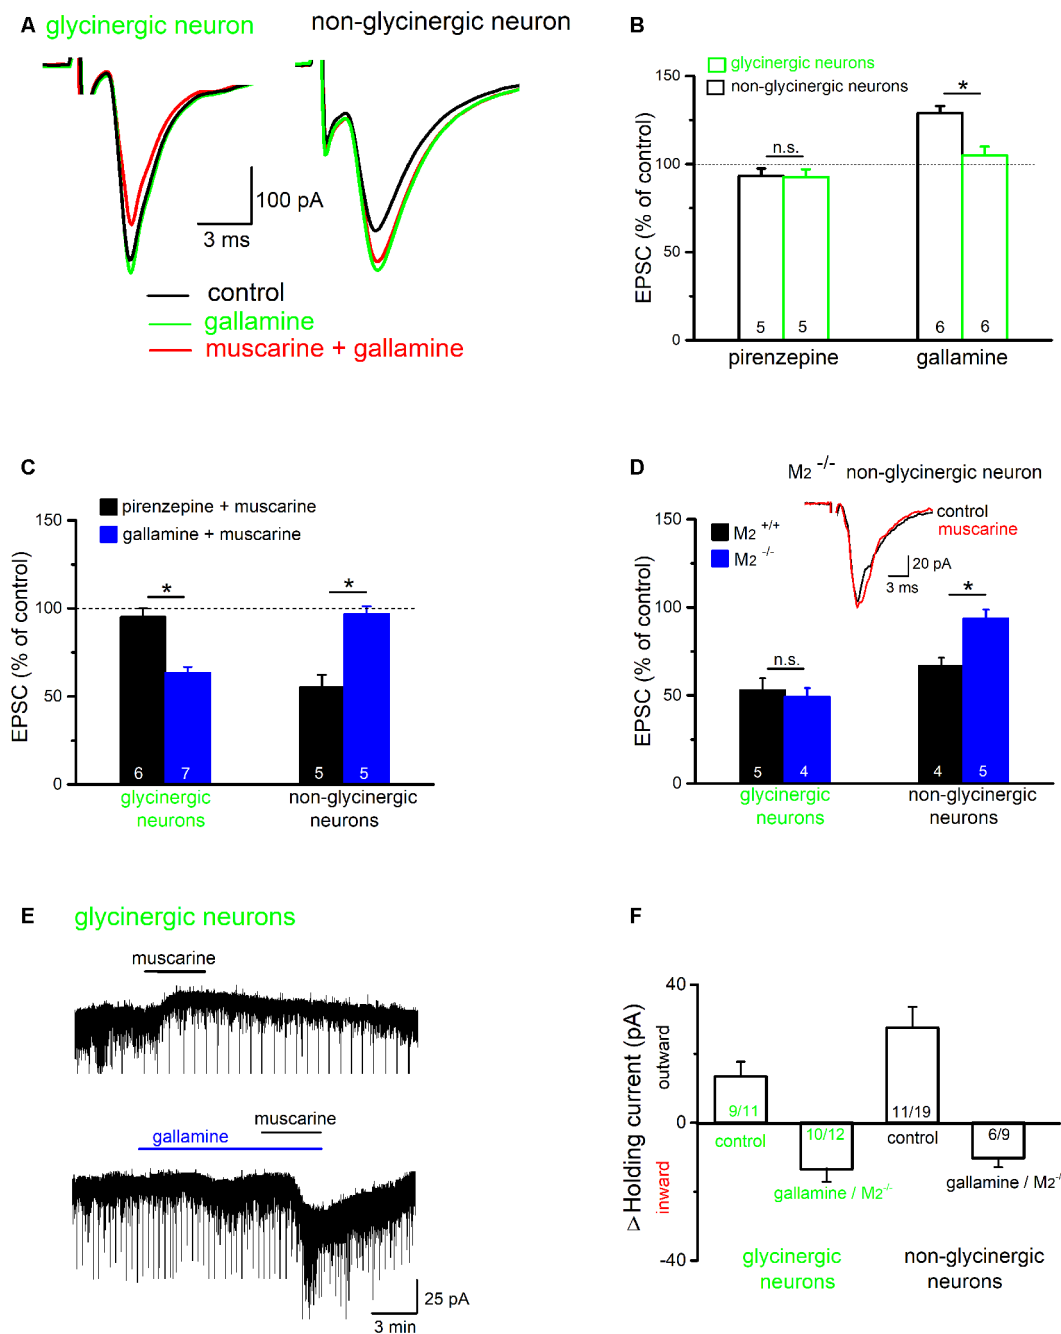 A
glycinergic neuron
non-glycinergic neuron
100 pA
3 ms
control
gallamine
muscarine + gallamine
B
glycinergic neurons
non-glycinergic neurons
EPSC (% of control)
150
100
50
0
n.s.
*
5
5
6
6
pirenzepine
gallamine
C
pirenzepine + muscarine
gallamine + muscarine
EPSC (% of control)
150
100
50
0
*
*
6
7
5
5
glycinergic
neurons
non-glycinergic
neurons
D
M2 -/- non-glycinergic neuron
control
muscarine
20 pA
3 ms
M2 +/+
M2 -/-
EPSC (% of control)
150
100
50
0
n.s.
*
5
4
4
5
glycinergic
neurons
non-glycinergic
neurons
E
glycinergic neurons
muscarine
muscarine
gallamine
25 pA
3 min
F
Δ Holding current (pA)
outward
inward
40
0
-40
9/11
10/12
11/19
6/9
control
gallamine / M2-/-
control
gallamine / M2-/
glycinergic
neurons
non-glycinergic
neurons